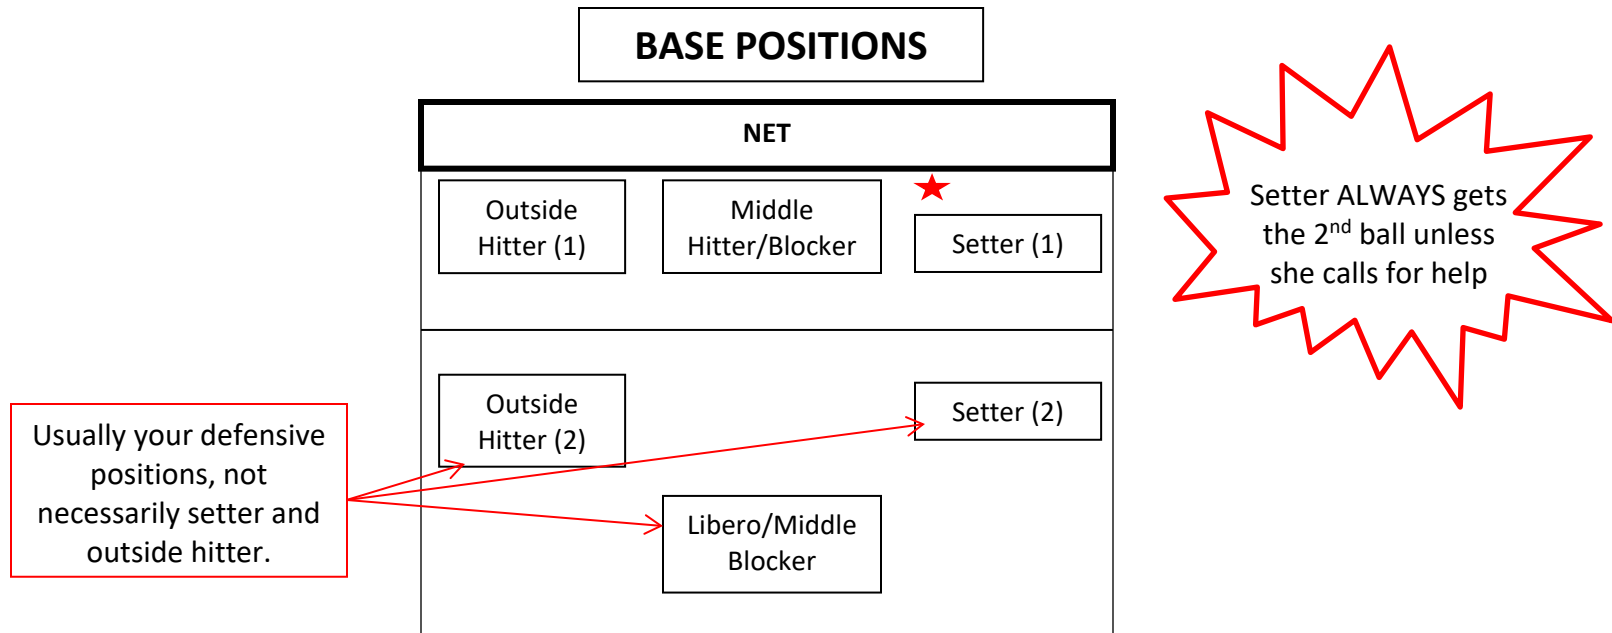 BASE POSITIONS
NET
Outside
Hitter (1)
Middle
Hitter/Blocker
Setter (1)
Setter ALWAYS gets
the 2nd ball unless
she calls for help
Outside
Hitter (2)
Setter (2)
Usually your defensive
positions, not
necessarily setter and
outside hitter.
Libero/Middle
Blocker